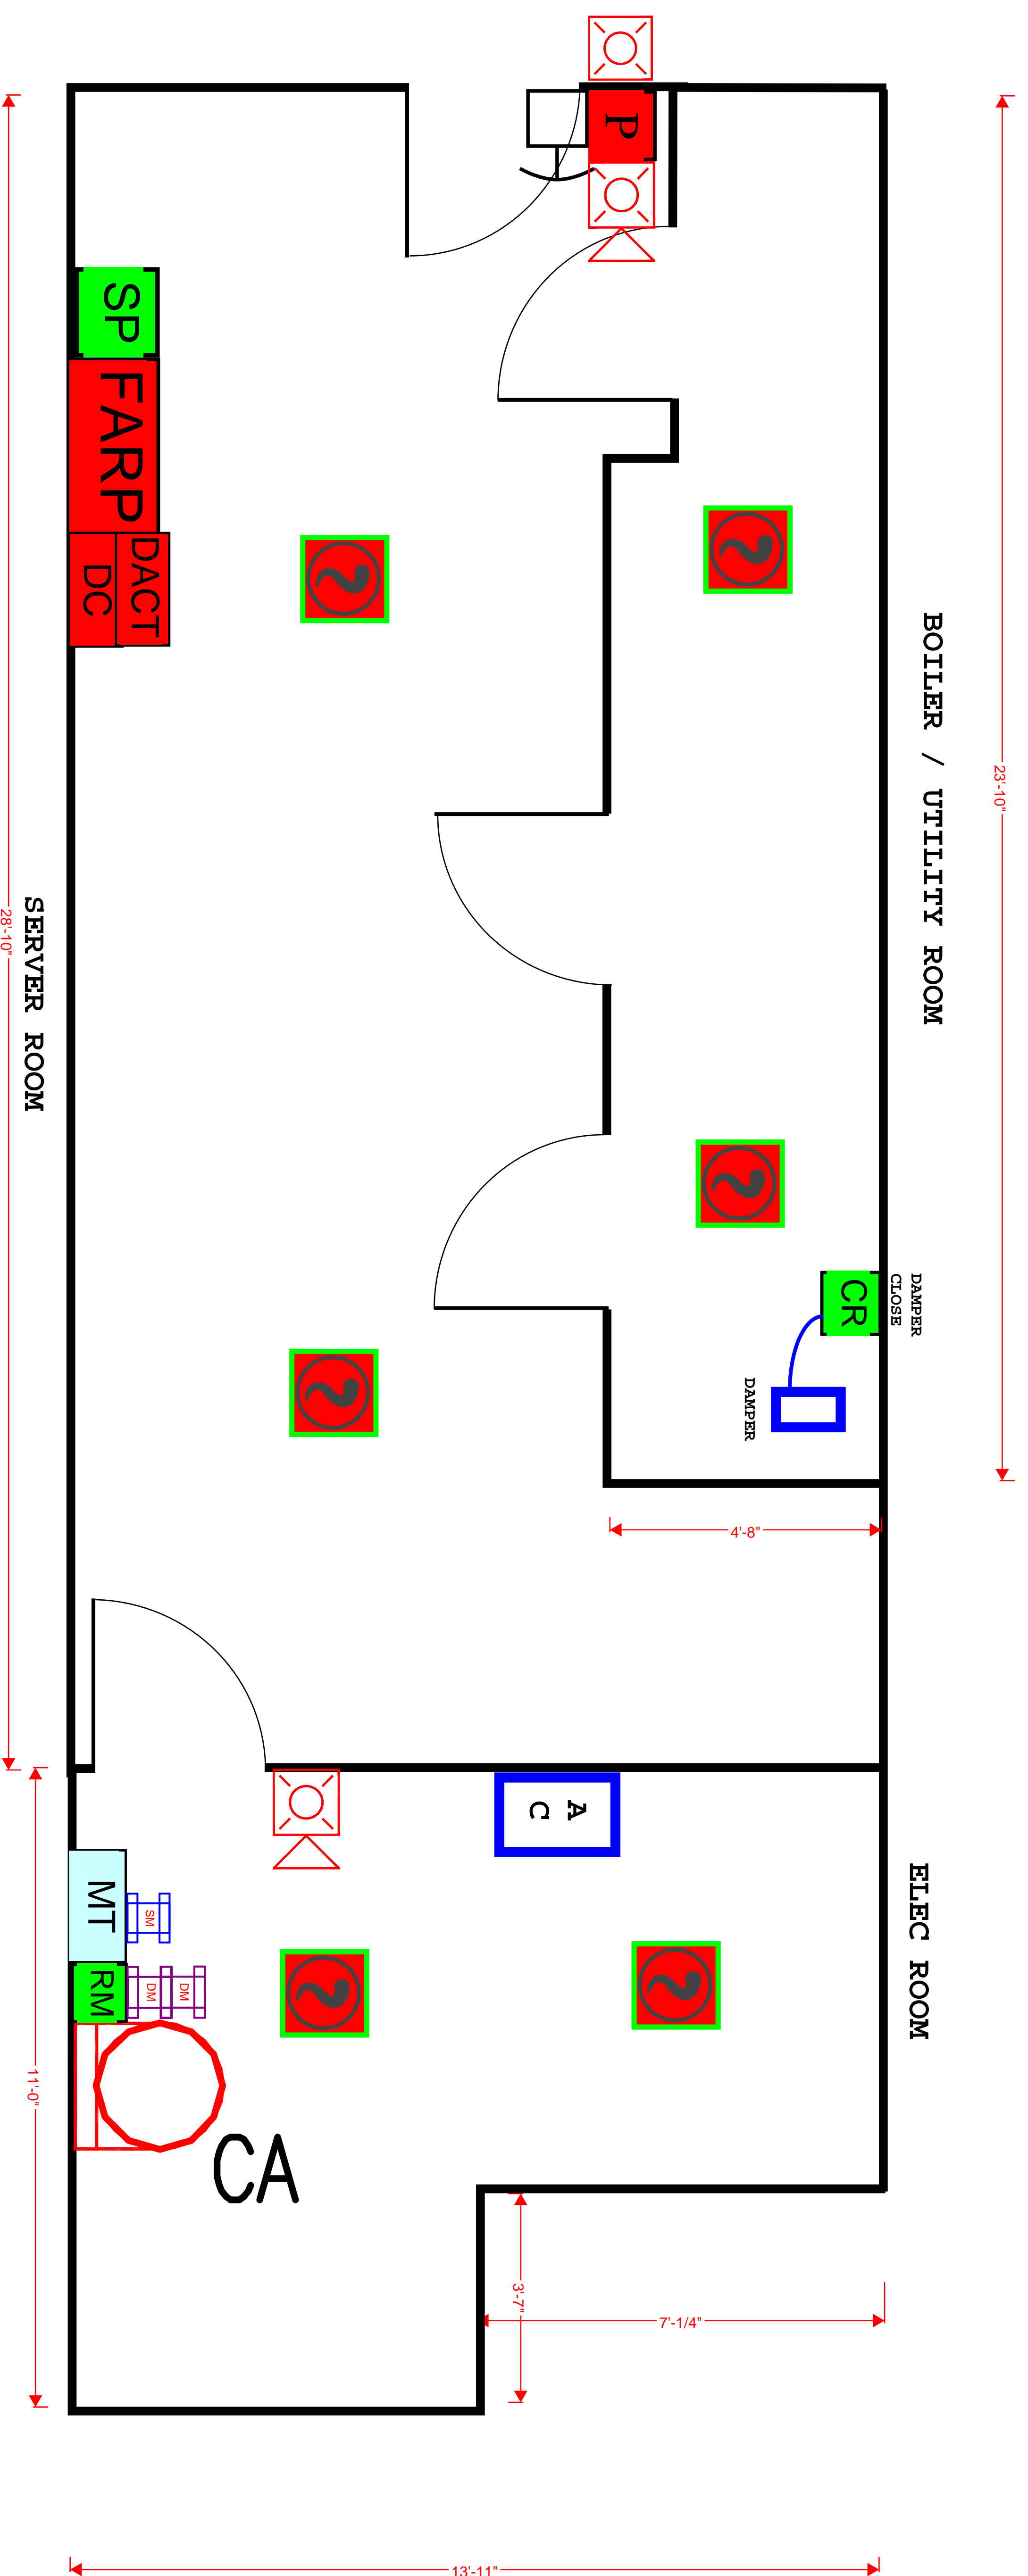 P
SP
FARP
DACT
DC
BOILER / UTILITY ROOM
23'-10"
SERVER ROOM
28'-10"
CR
DAMPER
CLOSE
DAMPER
4'-8"
A
C
ELEC ROOM
MT
SM
RM
DM
DM
CA
11'-0"
3'-7"
7'-1/4"
13'-11"